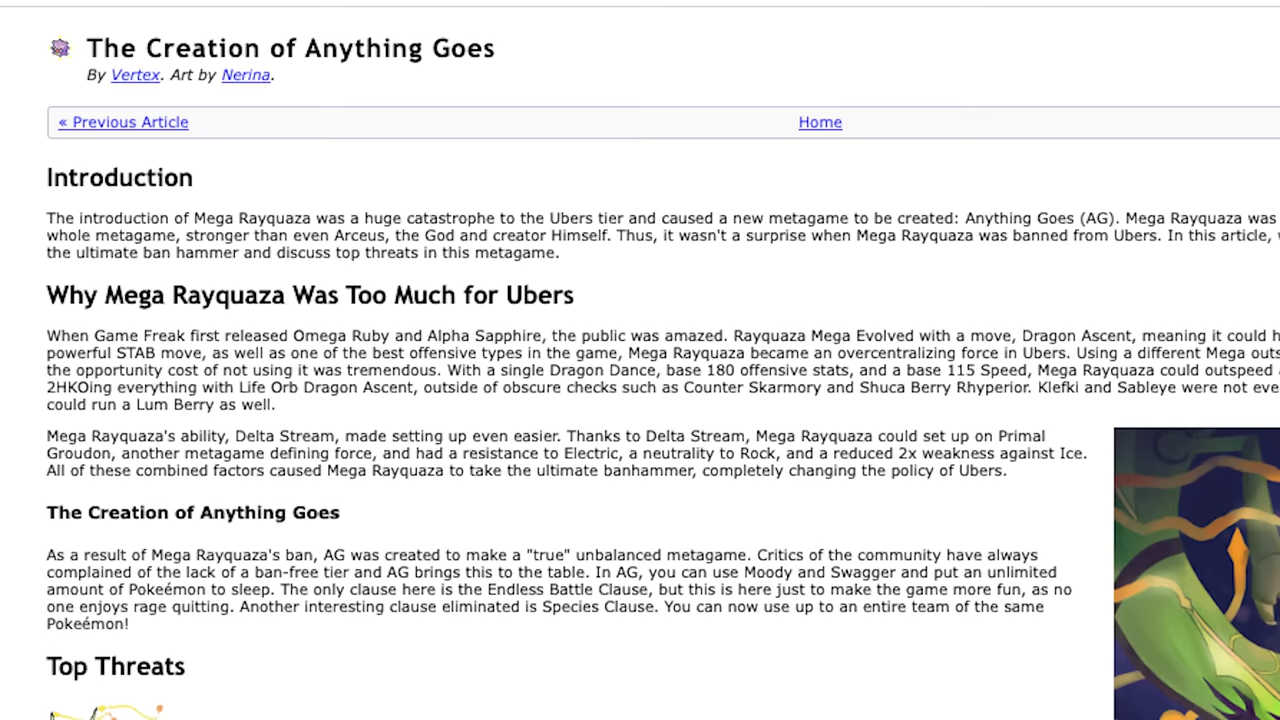 The Creation of Anything Goes
By Vertex. Art by Nerina.
« Previous Article
Home
Introduction
The introduction of Mega Rayquaza was a huge catastrophe to the Ubers tier and caused a new metagame to be created: Anything Goes (AG). Mega Rayquaza was
whole metagame, stronger than even Arceus, the God and creator Himself. Thus, it wasn't a surprise when Mega Rayquaza was banned from Ubers. In this article,
the ultimate ban hammer and discuss top threats in this metagame.
Why Mega Rayquaza Was Too Much for Ubers
When Game Freak first released Omega Ruby and Alpha Sapphire, the public was amazed. Rayquaza Mega Evolved with a move, Dragon Ascent, meaning it could
powerful STAB move, as well as one of the best offensive types in the game, Mega Rayquaza became an overcentralizing force in Ubers. Using a different Mega
the opportunity cost of not using it was tremendous. With a single Dragon Dance, base 180 offensive stats, and a base 115 Speed, Mega Rayquaza could outspeed
2HKOing everything with Life Orb Dragon Ascent, outside of obscure checks such as Counter Skarmory and Shuca Berry Rhyperior. Klefki and Sableye were not
could run a Lum Berry as well.
Mega Rayquaza's ability, Delta Stream, made setting up even easier. Thanks to Delta Stream, Mega Rayquaza could set up on Primal
Groudon, another metagame defining force, and had a resistance to Electric, a neutrality to Rock, and a reduced 2x weakness against Ice.
All of these combined factors caused Mega Rayquaza to take the ultimate banhammer, completely changing the policy of Ubers.
The Creation of Anything Goes
As a result of Mega Rayquaza's ban, AG was created to make a "true" unbalanced metagame. Critics of the community have always
complained of the lack of a ban-free tier and AG brings this to the table. In AG, you can use Moody and Swagger and put an unlimited
amount of Pokeémon to sleep. The only clause here is the Endless Battle Clause, but this is here just to make the game more fun, as no
one enjoys rage quitting. Another interesting clause eliminated is Species Clause. You can now use up to an entire team of the same
Pokeémon!
Top Threats